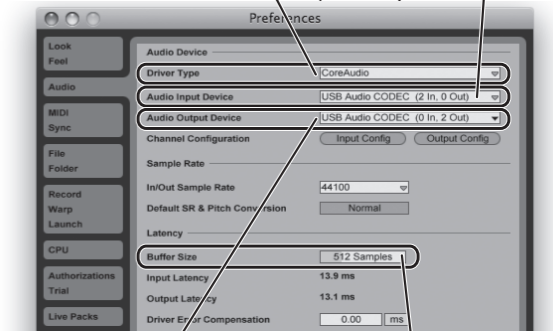 Preferences
Look
Feel
Audio
MIDI
Sync
File
Folder
Record
Warp
Launch
CPU
Authorizations
Trial
Live Packs
Audio Device
Driver Type CoreAudio
Audio Input Device USB Audio CODEC (2 In, 0 Out)
Audio Output Device USB Audio CODEC (0 In, 2 Out)
Channel Configuration Input Config Output Config
Sample Rate
In/Out Sample Rate 44100
Default SR & Pitch Conversion Normal
Latency
Buffer Size 512 Samples
Input Latency 13.9 ms
Output Latency 13.1 ms
Driver Error Compensation 0.00 ms